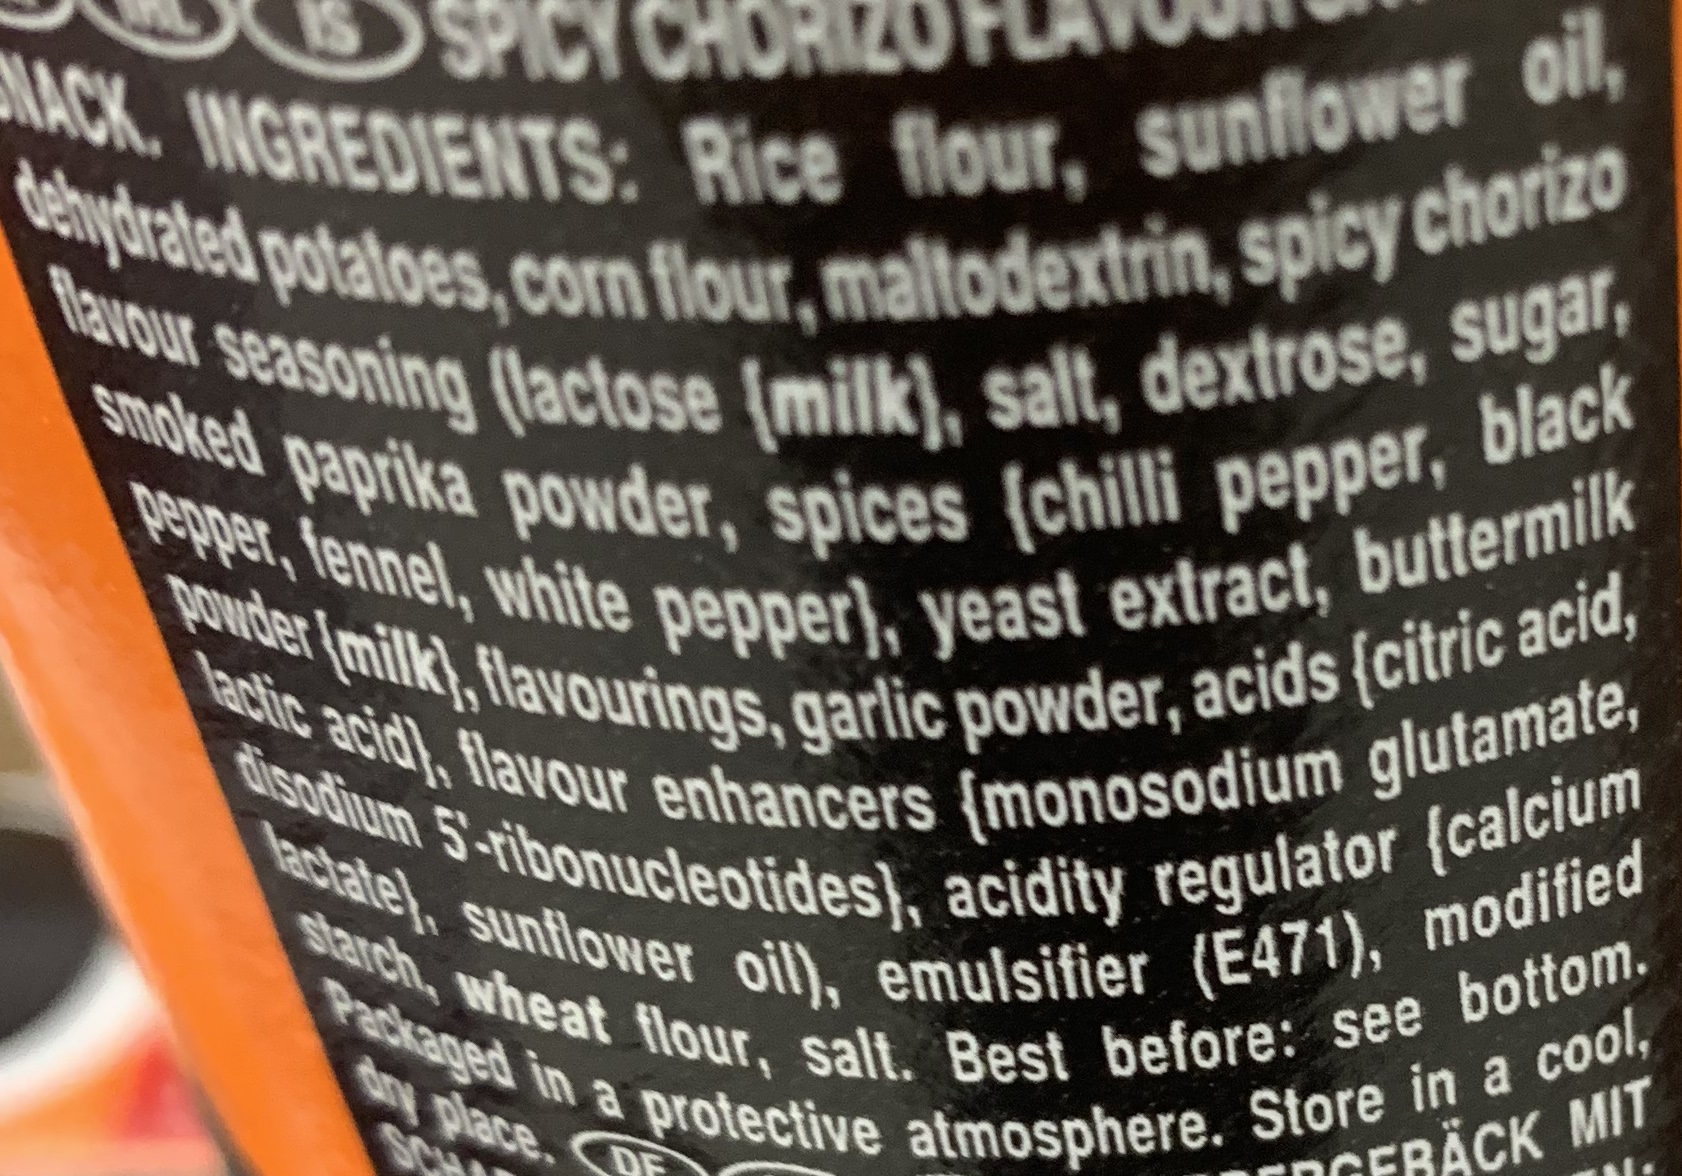 IS SPICY CHORIZO FLAVOUR
SNACK. INGREDIENTS: Rice flour, sunflower oil,
dehydrated potatoes, corn flour, maltodextrin, spicy chorizo
flavour seasoning (lactose {milk}, salt, dextrose, sugar,
smoked paprika powder, spices {chilli pepper, black
pepper, fennel, white pepper}, yeast extract, buttermilk
powder {milk}, flavourings, garlic powder, acids {citric acid,
lactic acid}, flavour enhancers {monosodium glutamate,
disodium 5'-ribonucleotides}, acidity regulator {calcium
lactate}, sunflower oil), emulsifier (E471), modified
starch, wheat flour, salt. Best before: see bottom.
Packaged in a protective atmosphere. Store in a cool,
dry place. DE MIT